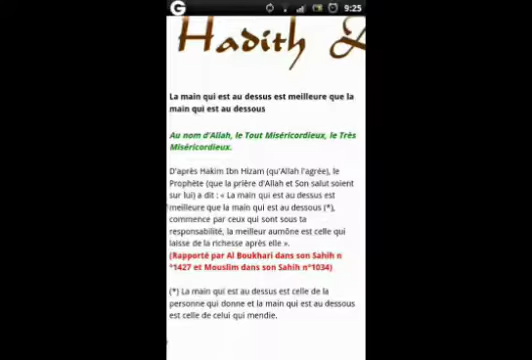 G
9:25
Hadith
La main qui est au dessus est meilleure que la
main qui est au dessous
Au nom d'Allah, le Tout Miséricordieux, le Très
Miséricordieux.
D'après Hakim Ibn Hizam (qu'Allah l'agrée), le
Prophète (que la prière d'Allah et Son salut soient
sur lui) a dit : « La main qui est au dessus est
meilleure que la main qui est au dessous (*),
commence par ceux qui sont sous ta
responsabilité, la meilleur aumône est celle qui
laisse de la richesse après elle ».
(Rapporté par Al Boukhari dans son Sahih n
°1427 et Mouslim dans son Sahih n°1034)
(*) La main qui est au dessus est celle de la
personne qui donne et la main qui est au dessous
est celle de celui qui mendie.